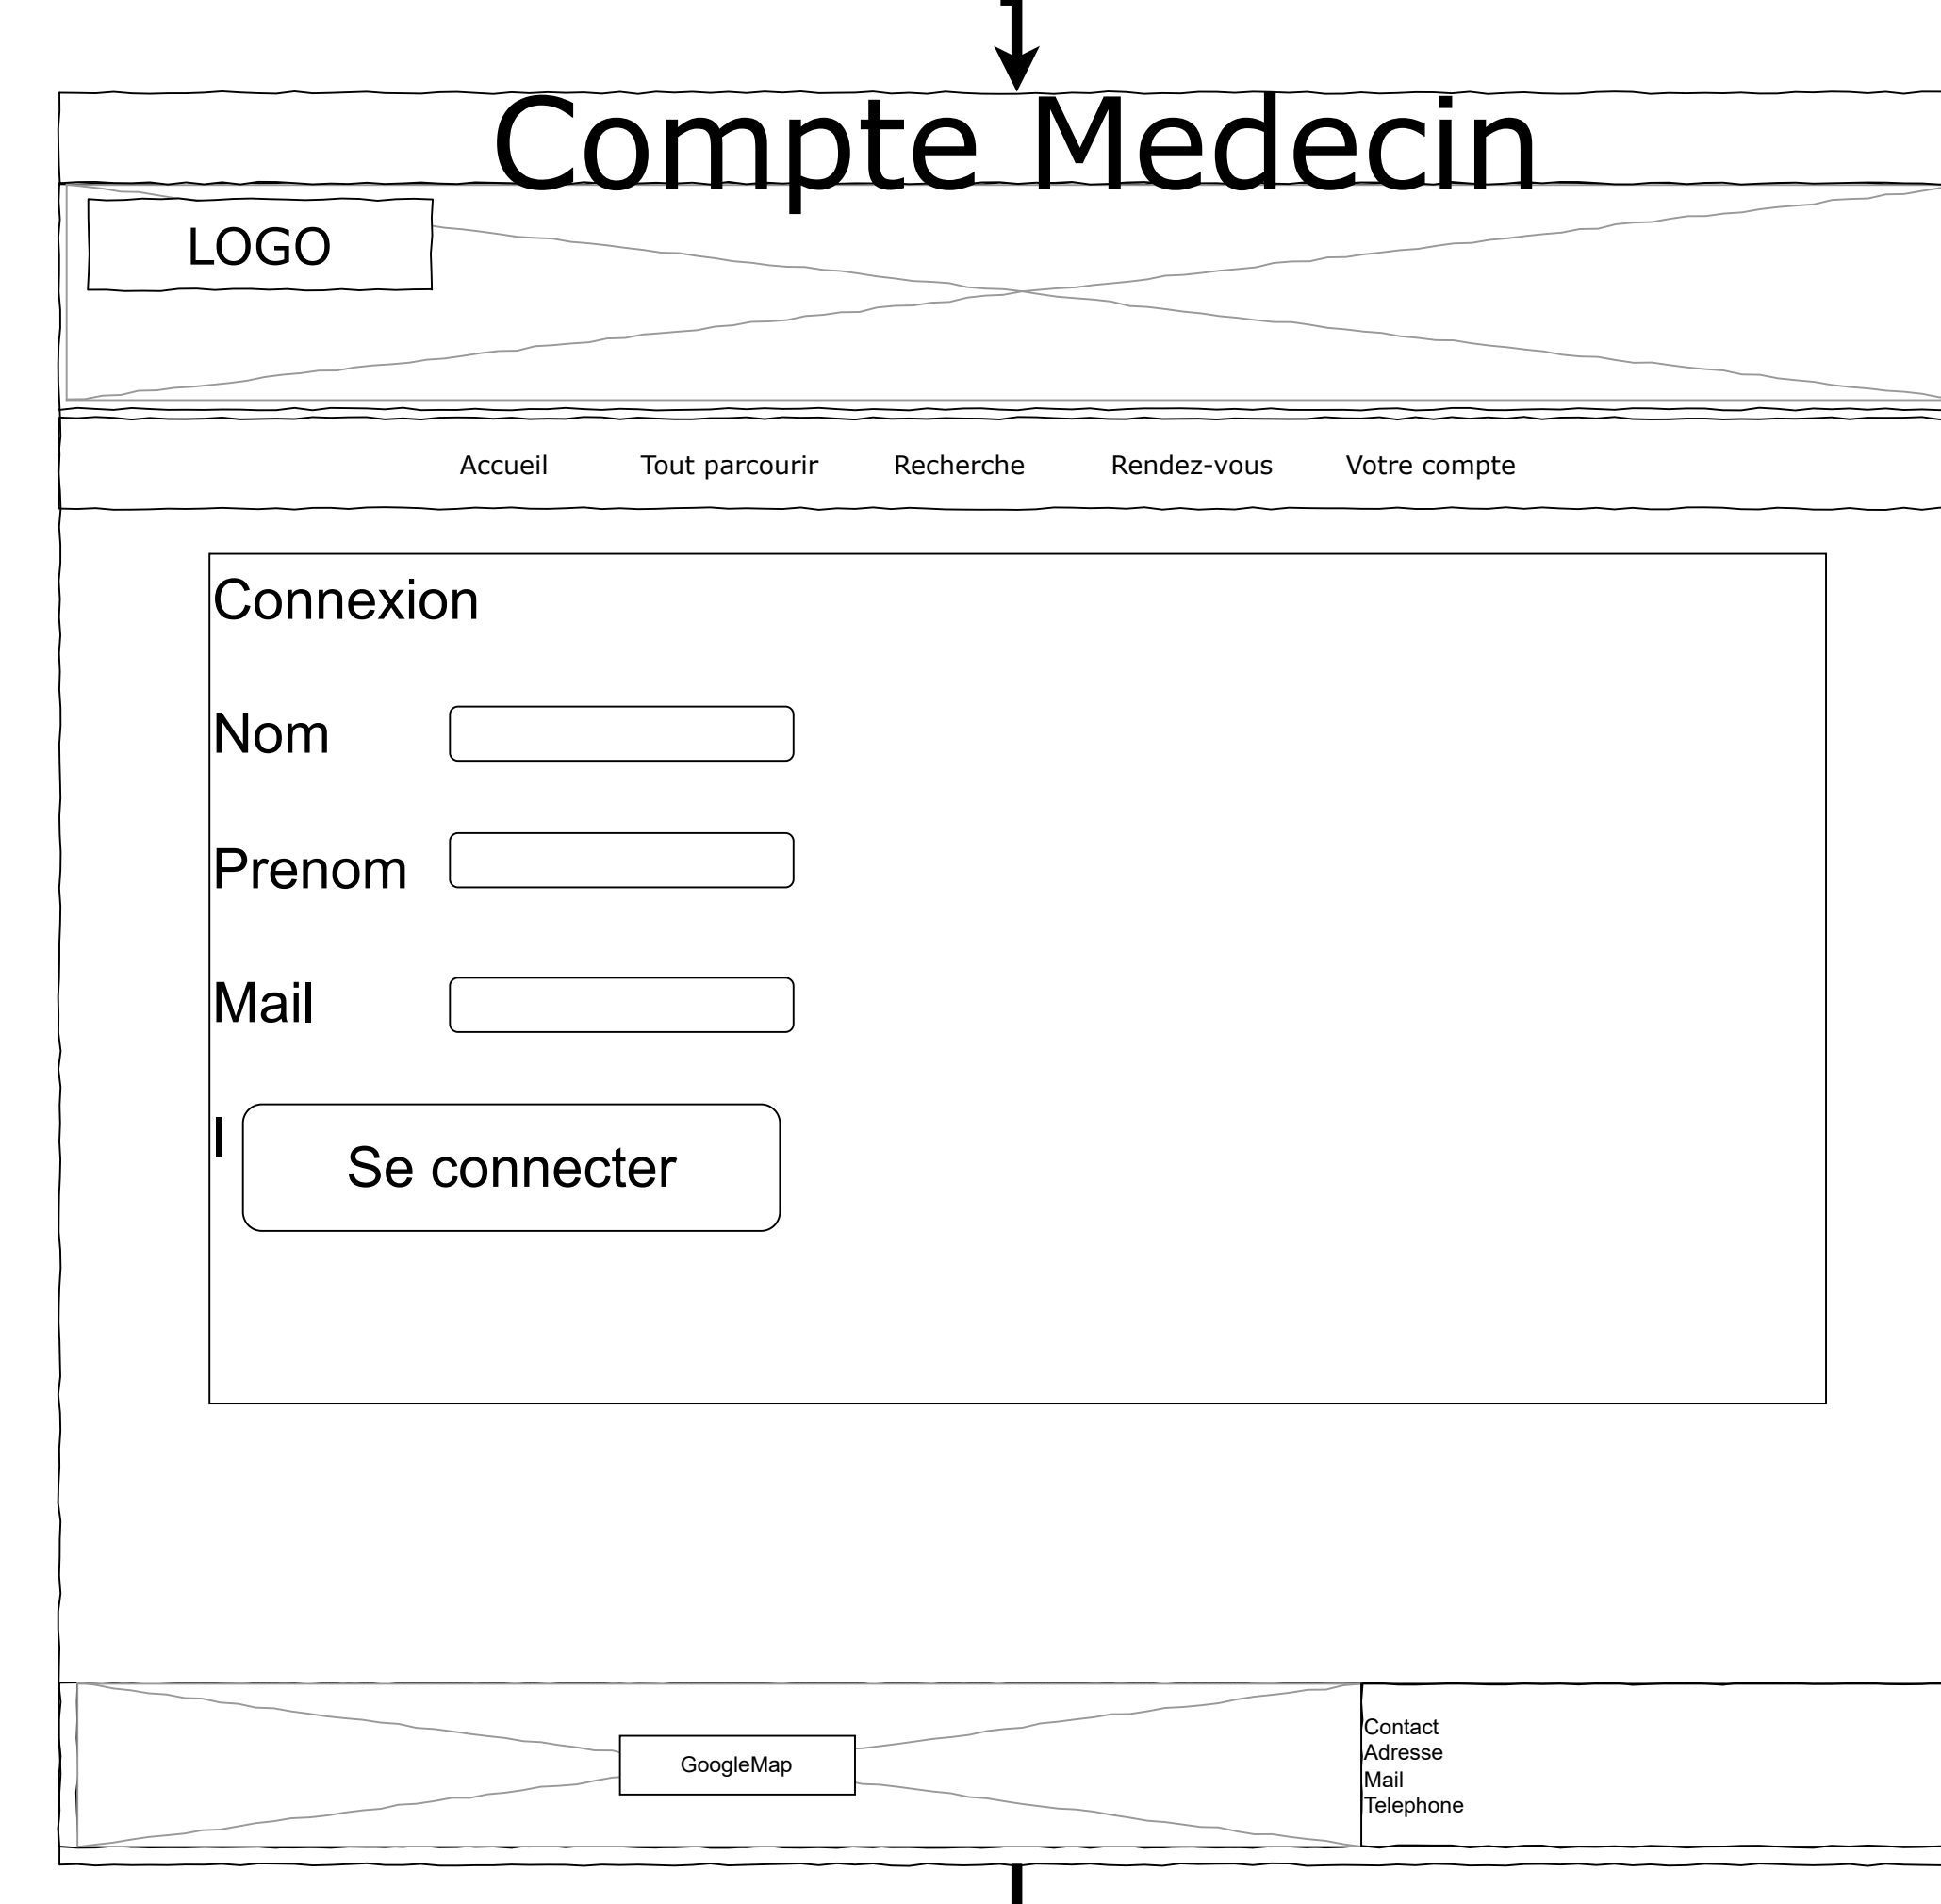 Compte Medecin
LOGO
Accueil Tout parcourir Recherche Rendez-vous Votre compte
Connexion
Nom
Prenom
Mail
I
Se connecter
GoogleMap
Contact
Adresse
Mail
Telephone